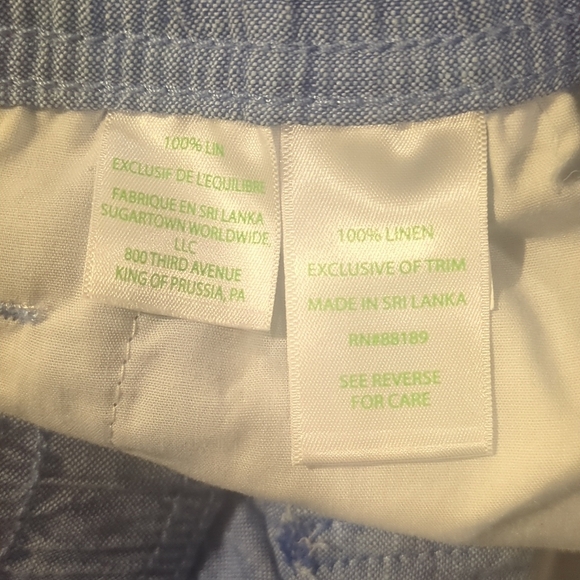 100% LIN
EXCLUSIF DE L'EQUILIBRE
FABRIQUE EN SRI LANKA
SUGARTOWN WORLDWIDE,
LLC
800 THIRD AVENUE
KING OF PRUSSIA, PA
100% LINEN
EXCLUSIVE OF TRIM
MADE IN SRI LANKA
RN#88189
SEE REVERSE
FOR CARE